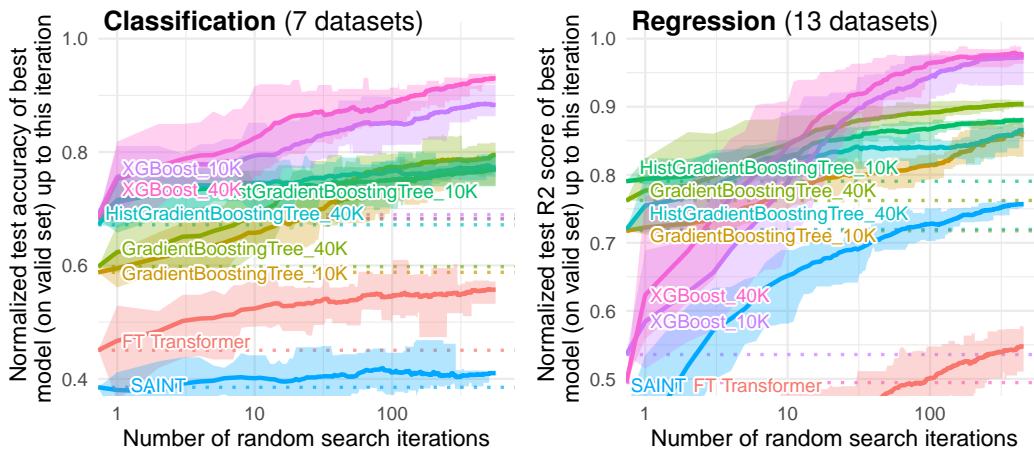 Classification (7 datasets)
Normalized test accuracy of best
model (on valid set) up to this iteration
1.0
0.8
0.6
0.4
XGBoost_10K
XGBoost_40K
stGradientBoostingTree_10K
HistGradientBoostingTree_40K
GradientBoostingTree_40K
GradientBoostingTree_10K
FT Transformer
SAINT
1
10
100
Number of random search iterations
Regression (13 datasets)
Normalized test R2 score of best
model (on valid set) up to this iteration
1.0
0.9
0.8
0.7
0.6
0.5
HistGradientBoostingTree_10K
GradientBoostingTree_40K
HistGradientBoostingTree_40K
GradientBoostingTree_10K
XGBoost_40K
XGBoost_10K
SAINT
FT Transformer
1
10
100
Number of random search iterations